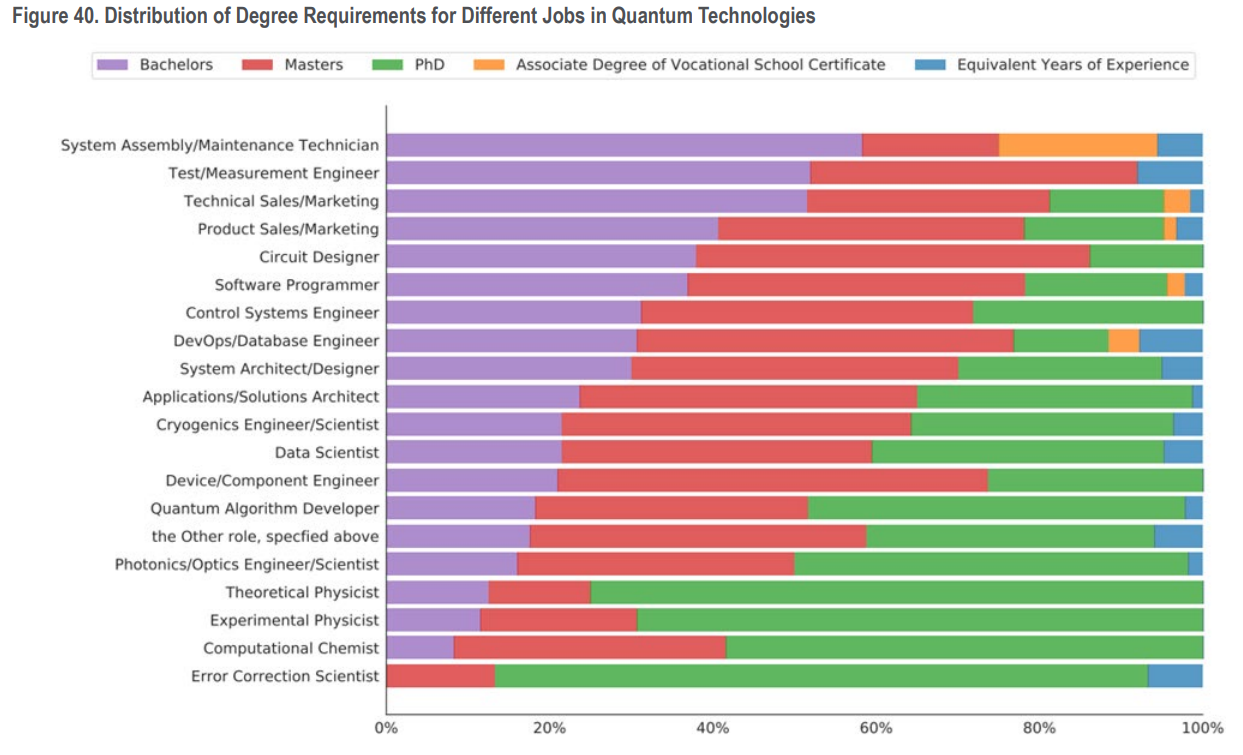 Figure 40. Distribution of Degree Requirements for Different Jobs in Quantum Technologies
Bachelors Masters PhD Associate Degree of Vocational School Certificate Equivalent Years of Experience
System Assembly/Maintenance Technician
Test/Measurement Engineer
Technical Sales/Marketing
Product Sales/Marketing
Circuit Designer
Software Programmer
Control Systems Engineer
DevOps/Database Engineer
System Architect/Designer
Applications/Solutions Architect
Cryogenics Engineer/Scientist
Data Scientist
Device/Component Engineer
Quantum Algorithm Developer
the Other role, specfied above
Photonics/Optics Engineer/Scientist
Theoretical Physicist
Experimental Physicist
Computational Chemist
Error Correction Scientist
0% 20% 40% 60% 80% 100%